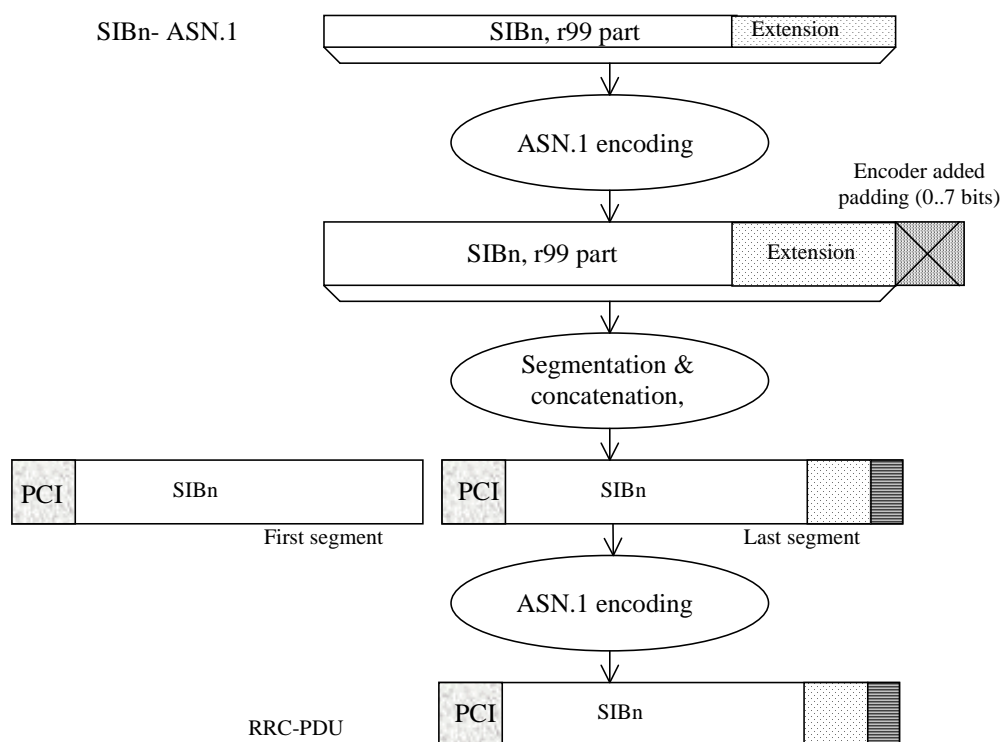 SIBn- ASN.1
SIBn, r99 part
Extension
ASN.1 encoding
Encoder added
padding (0..7 bits)
SIBn, r99 part
Extension
Segmentation &
concatenation,
PCI
SIBn
PCI
SIBn
First segment
Last segment
ASN.1 encoding
PCI
SIBn
RRC-PDU